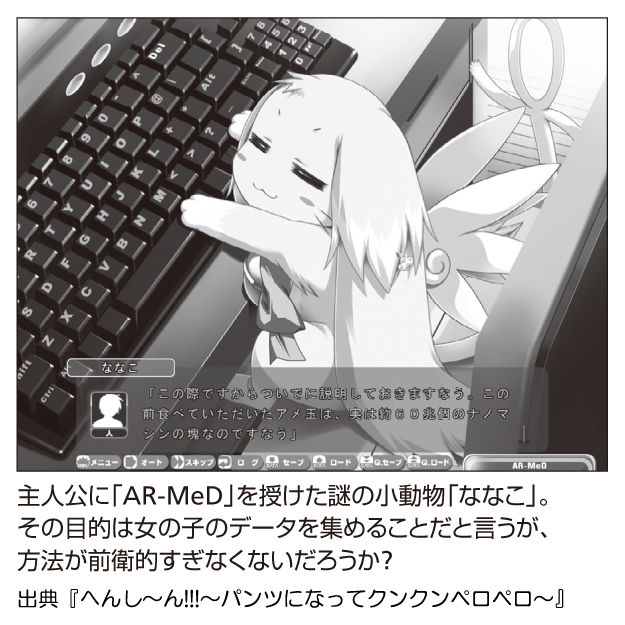 ななこ
「この際ですからついでに説明しておきますなう。この
前食べていただいたアメ玉は、実は約60兆個のナノマ
シンの塊なのですなう」
人
メニュー オート スキップ ログ セーブ ロード Q.セーブ Q.ロード
AR-MeD
主人公に「AR-MeD」を授けた謎の小動物「ななこ」。
その目的は女の子のデータを集めることだと言うが、
方法が前衛的すぎなくないだろうか?
出典『へんし～ん!!!～パンツになってクンクンペロペロ～』